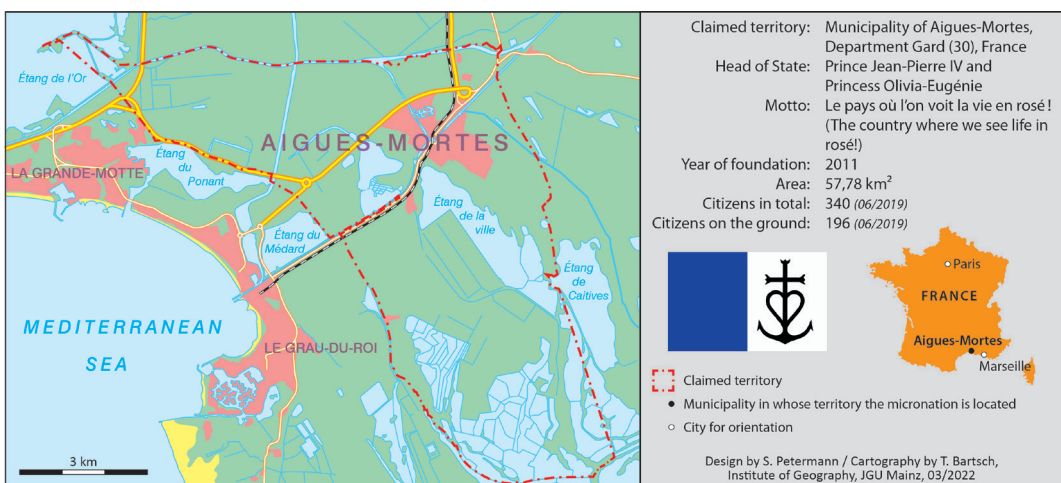 Étang de l'Or
AIGUES-MORTES
Étang
du
Ponant
LA GRANDE-MOTTE
Étang
de la
ville
Étang du
Médard
Étang
de
Caitives
MEDITERRANEAN
SEA
LE GRAU-DU-ROI
3 km
Claimed territory: Municipality of Aigues-Mortes,
Department Gard (30), France
Head of State: Prince Jean-Pierre IV and
Princess Olivia-Eugénie
Motto: Le pays où l'on voit la vie en rosé !
(The country where we see life in
rosé!)
Year of foundation: 2011
Area: 57,78 km²
Citizens in total: 340 (06/2019)
Citizens on the ground: 196 (06/2019)
Paris
FRANCE
Aigues-Mortes
Marseille
Claimed territory
Municipality in whose territory the micronation is located
City for orientation
Design by S. Petermann / Cartography by T. Bartsch,
Institute of Geography, JGU Mainz, 03/2022